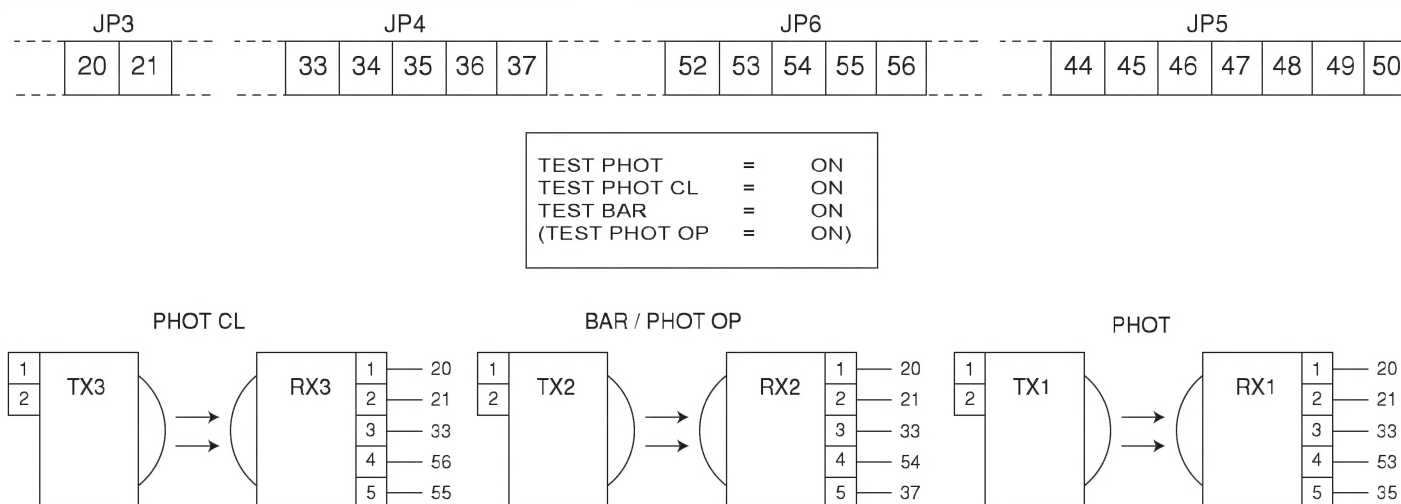 JP3 JP4 JP6 JP5
20 21 33 34 35 36 37 52 53 54 55 56 44 45 46 47 48 49 50
TEST PHOT = ON
TEST PHOT CL = ON
TEST BAR = ON
(TEST PHOT OP = ON)
PHOT CL BAR / PHOT OP PHOT
1 TX3 RX3 1 20 1 TX2 RX2 1 20 1 TX1 RX1 1 20
2 2 21 2 2 21 2 2 21
3 33 3 33 3 33
4 56 4 54 4 53
5 55 5 37 5 35